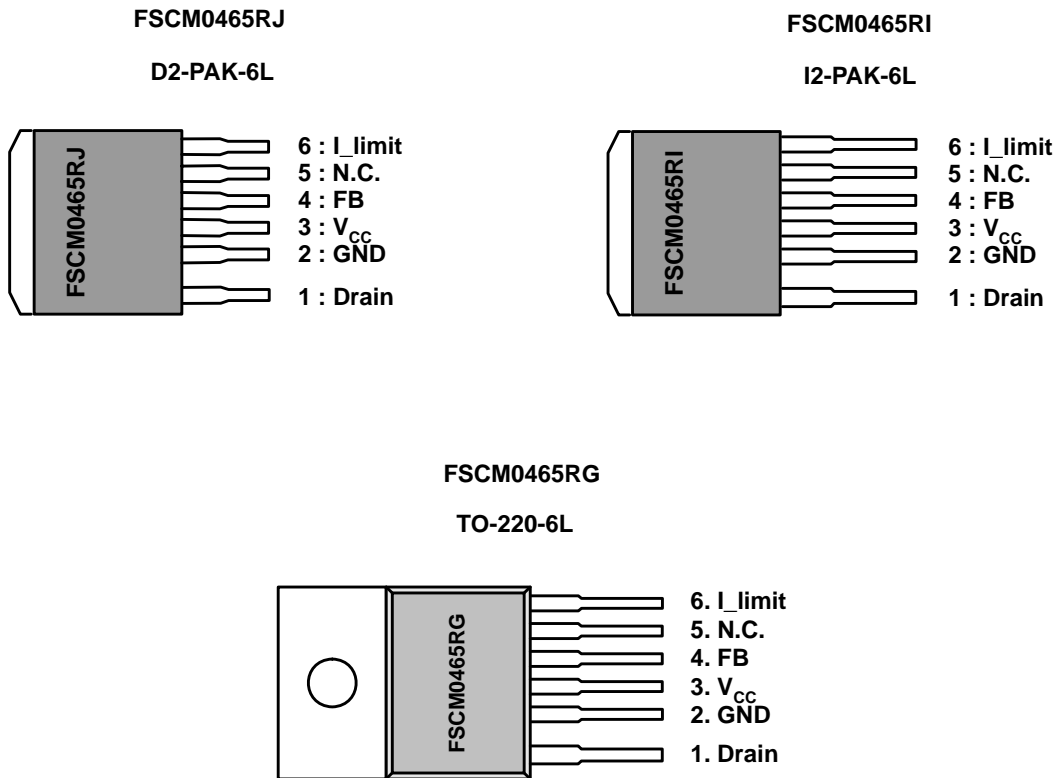 FSCM0465RJ
D2-PAK-6L
FSCM0465RJ
6 : I_limit
5 : N.C.
4 : FB
3 : VCC
2 : GND
1 : Drain
FSCM0465RI
I2-PAK-6L
FSCM0465RI
6 : I_limit
5 : N.C.
4 : FB
3 : VCC
2 : GND
1 : Drain
FSCM0465RG
TO-220-6L
FSCM0465RG
6. I_limit
5. N.C.
4. FB
3. VCC
2. GND
1. Drain